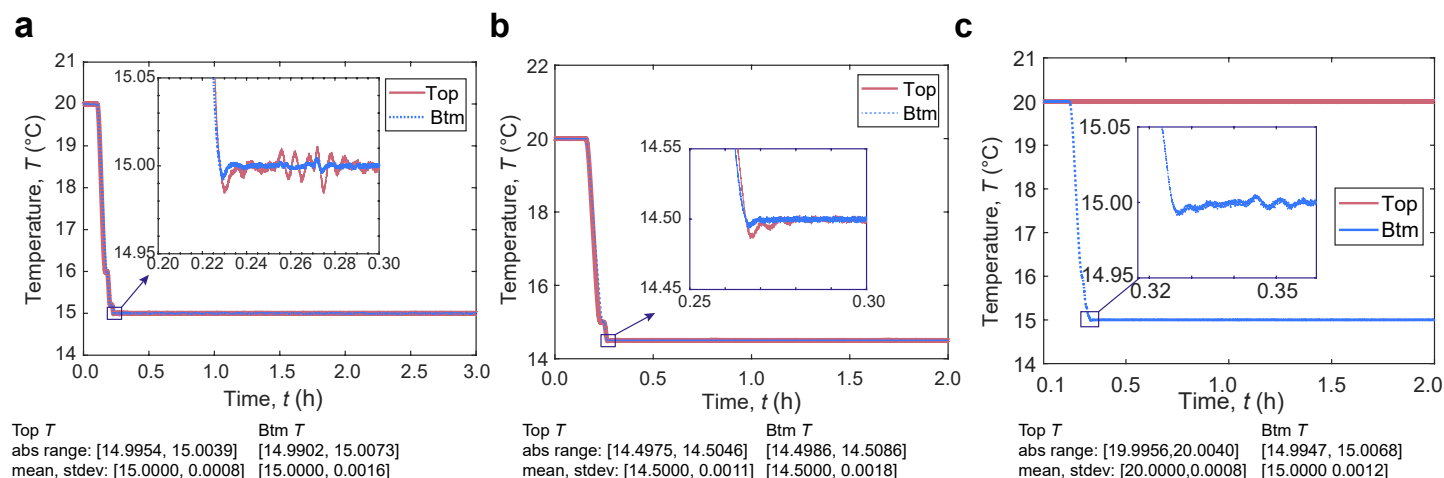 a
21
20
19
18
17
16
15
14
Temperature, T (°C)
0.0 0.5 1.0 1.5 2.0 2.5 3.0
Time, t (h)
15.05
15.00
14.95
0.20 0.22 0.24 0.26 0.28 0.30
Top
Btm
Top T
abs range: [14.9954, 15.0039]
mean, stdev: [15.0000, 0.0008]
Btm T
[14.9902, 15.0073]
[15.0000, 0.0016]
b
22
20
18
16
14
Temperature, T (°C)
0.0 0.5 1.0 1.5 2.0
Time, t (h)
14.55
14.50
14.45
0.25 0.30
Top
Btm
Top T
abs range: [14.4975, 14.5046]
mean, stdev: [14.5000, 0.0011]
Btm T
[14.4986, 14.5086]
[14.5000, 0.0018]
c
21
20
19
18
17
16
15
14
Temperature, T (°C)
0.1 0.5 1.0 1.5 2.0
Time, t (h)
15.05
15.00
14.95
0.32 0.35
Top
Btm
Top T
abs range: [19.9956,20.0040]
mean, stdev: [20.0000,0.0008]
Btm T
[14.9947, 15.0068]
[15.0000 0.0012]